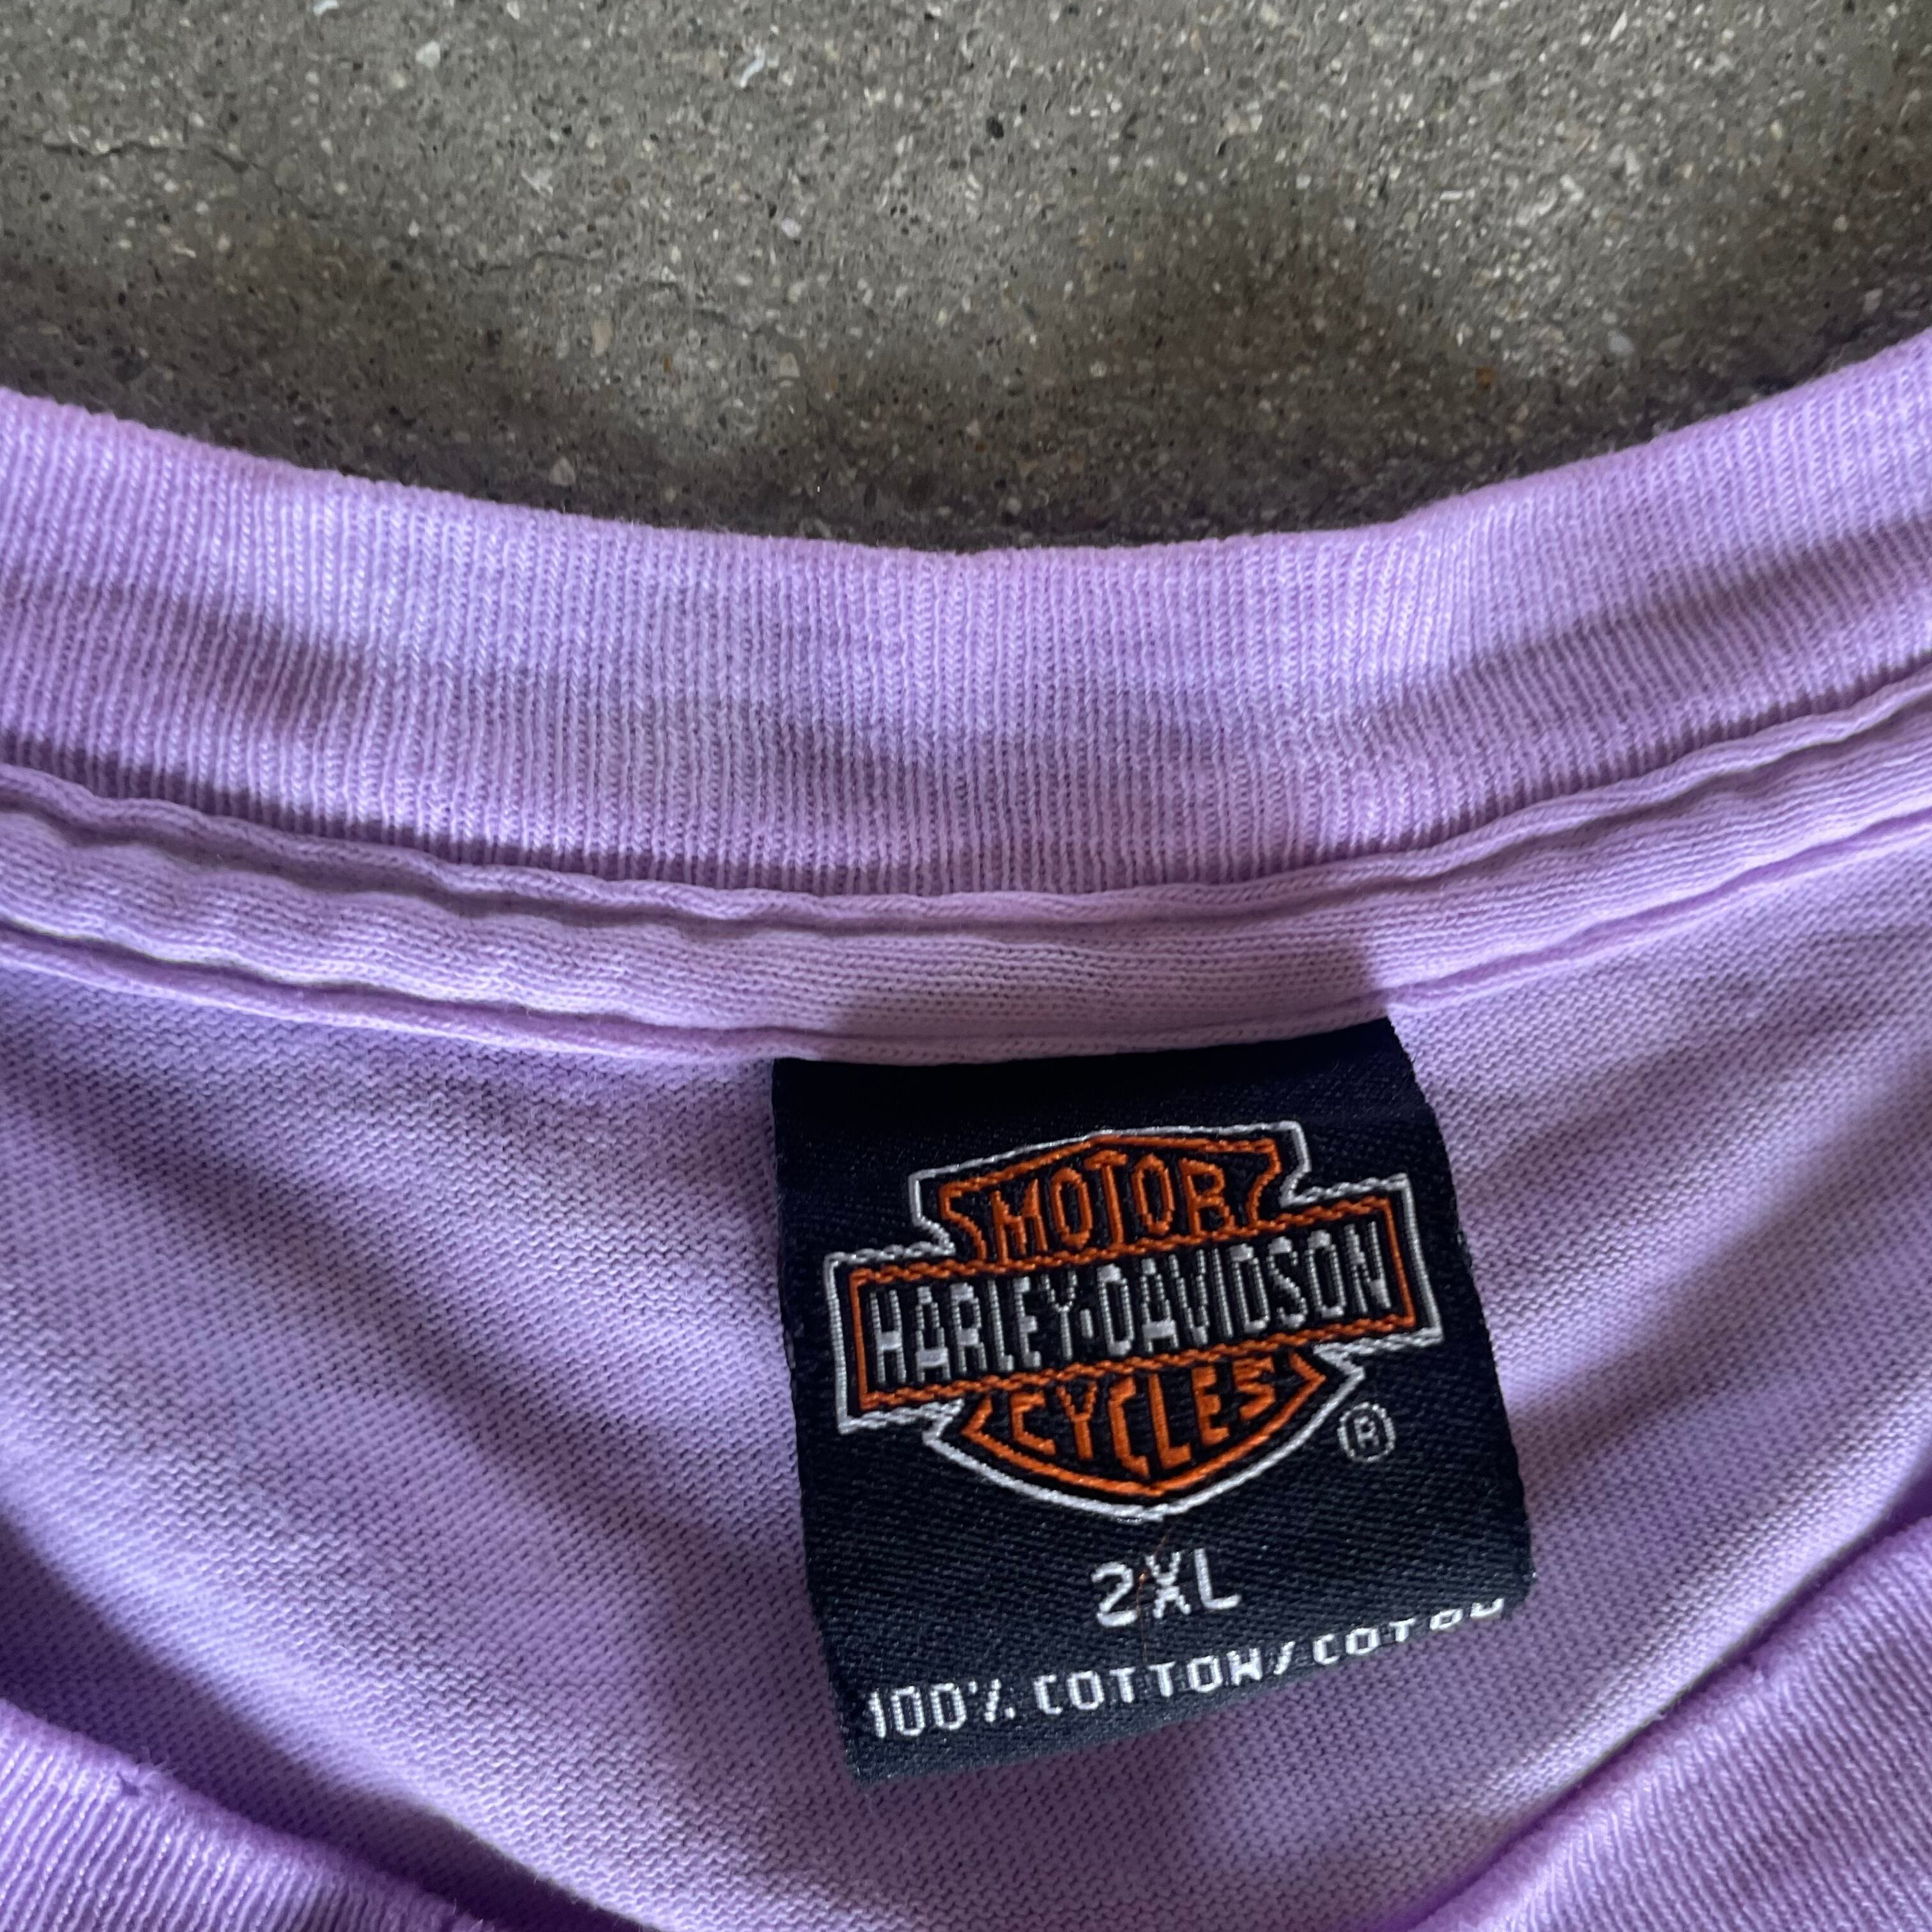 MOTOR
HARLEY-DAVIDSON
CYCLES
®
2XL
100% COTTON/COTON